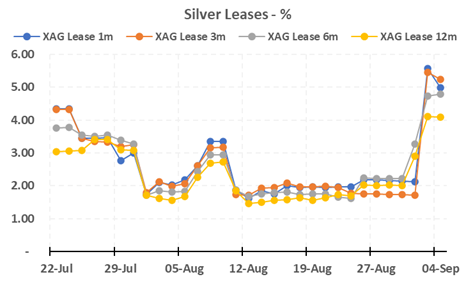 Silver Leases - %
XAG Lease 1m XAG Lease 3m XAG Lease 6m XAG Lease 12m
6.00
5.00
4.00
3.00
2.00
1.00
-
22-Jul 29-Jul 05-Aug 12-Aug 19-Aug 27-Aug 04-Sep